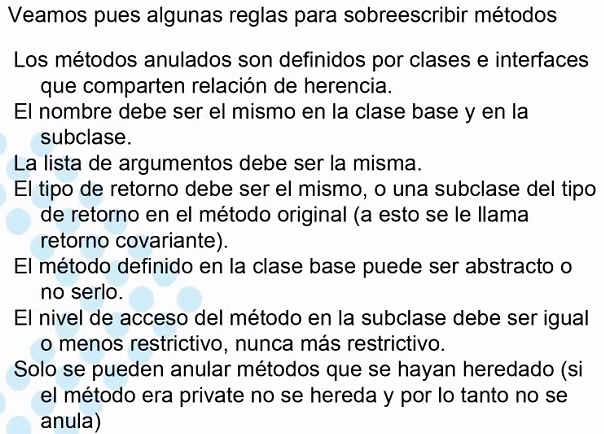 Veamos pues algunas reglas para sobreescribir métodos
Los métodos anulados son definidos por clases e interfaces
que comparten relación de herencia.
El nombre debe ser el mismo en la clase base y en la
subclase.
La lista de argumentos debe ser la misma.
El tipo de retorno debe ser el mismo, o una subclase del tipo
de retorno en el método original (a esto se le llama
retorno covariante).
El método definido en la clase base puede ser abstracto o
no serlo.
El nivel de acceso del método en la subclase debe ser igual
o menos restrictivo, nunca más restrictivo.
Solo se pueden anular métodos que se hayan heredado (si
el método era private no se hereda y por lo tanto no se
anula)